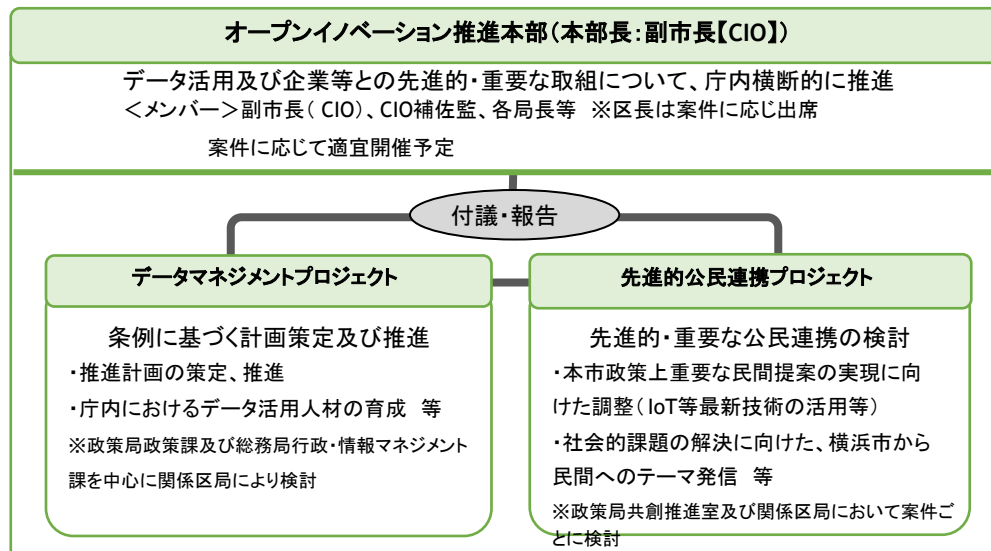 オープンイノベーション推進本部(本部長:副市長【CIO】)
データ活用及び企業等との先進的・重要な取組について、庁内横断的に推進
<メンバー>副市長( CIO)、CIO補佐監、各局長等 ※区長は案件に応じ出席
案件に応じて適宜開催予定
付議・報告
データマネジメントプロジェクト
条例に基づく計画策定及び推進
・推進計画の策定、推進
・庁内におけるデータ活用人材の育成 等
※政策局政策課及び総務局行政・情報マネジメント
課を中心に関係区局により検討
先進的公民連携プロジェクト
先進的・重要な公民連携の検討
・本市政策上重要な民間提案の実現に向
けた調整( IoT等最新技術の活用等)
・社会的課題の解決に向けた、横浜市から
民間へのテーマ発信 等
※政策局共創推進室及び関係区局において案件ご
とに検討